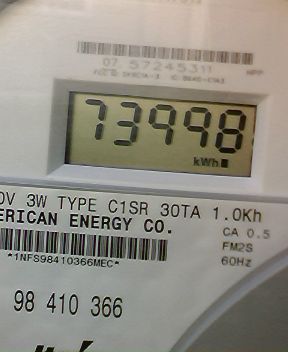 07 57245311
73998
kWh
0V 3W TYPE C1SR 30TA 1.0Kh
ERICAN ENERGY CO.
CA 0.5
FM2S
60Hz
*1NFS98410366MEC*
98 410 366